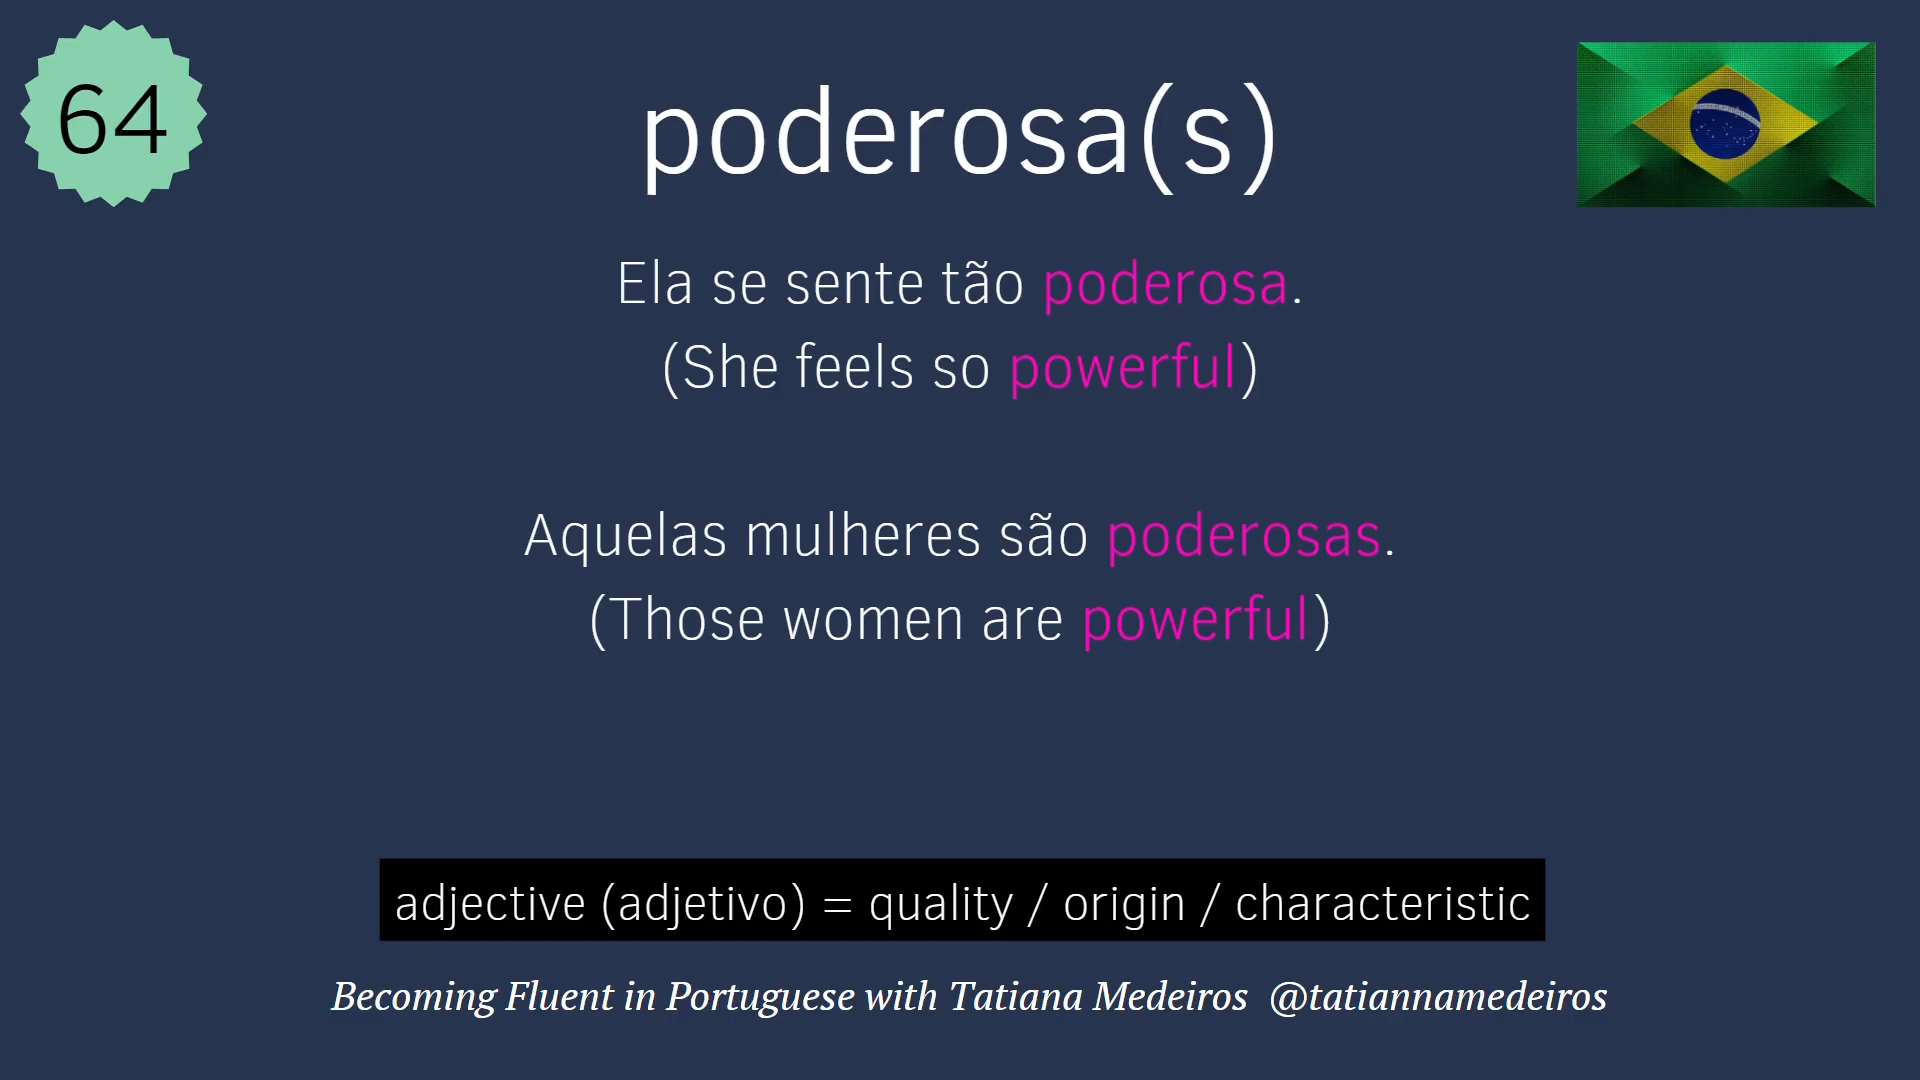 64
poderosa(s)
Ela se sente tão poderosa.
(She feels so powerful)
Aquelas mulheres são poderosas.
(Those women are powerful)
adjective (adjetivo) = quality / origin / characteristic
Becoming Fluent in Portuguese with Tatiana Medeiros @tatiannamedeiros